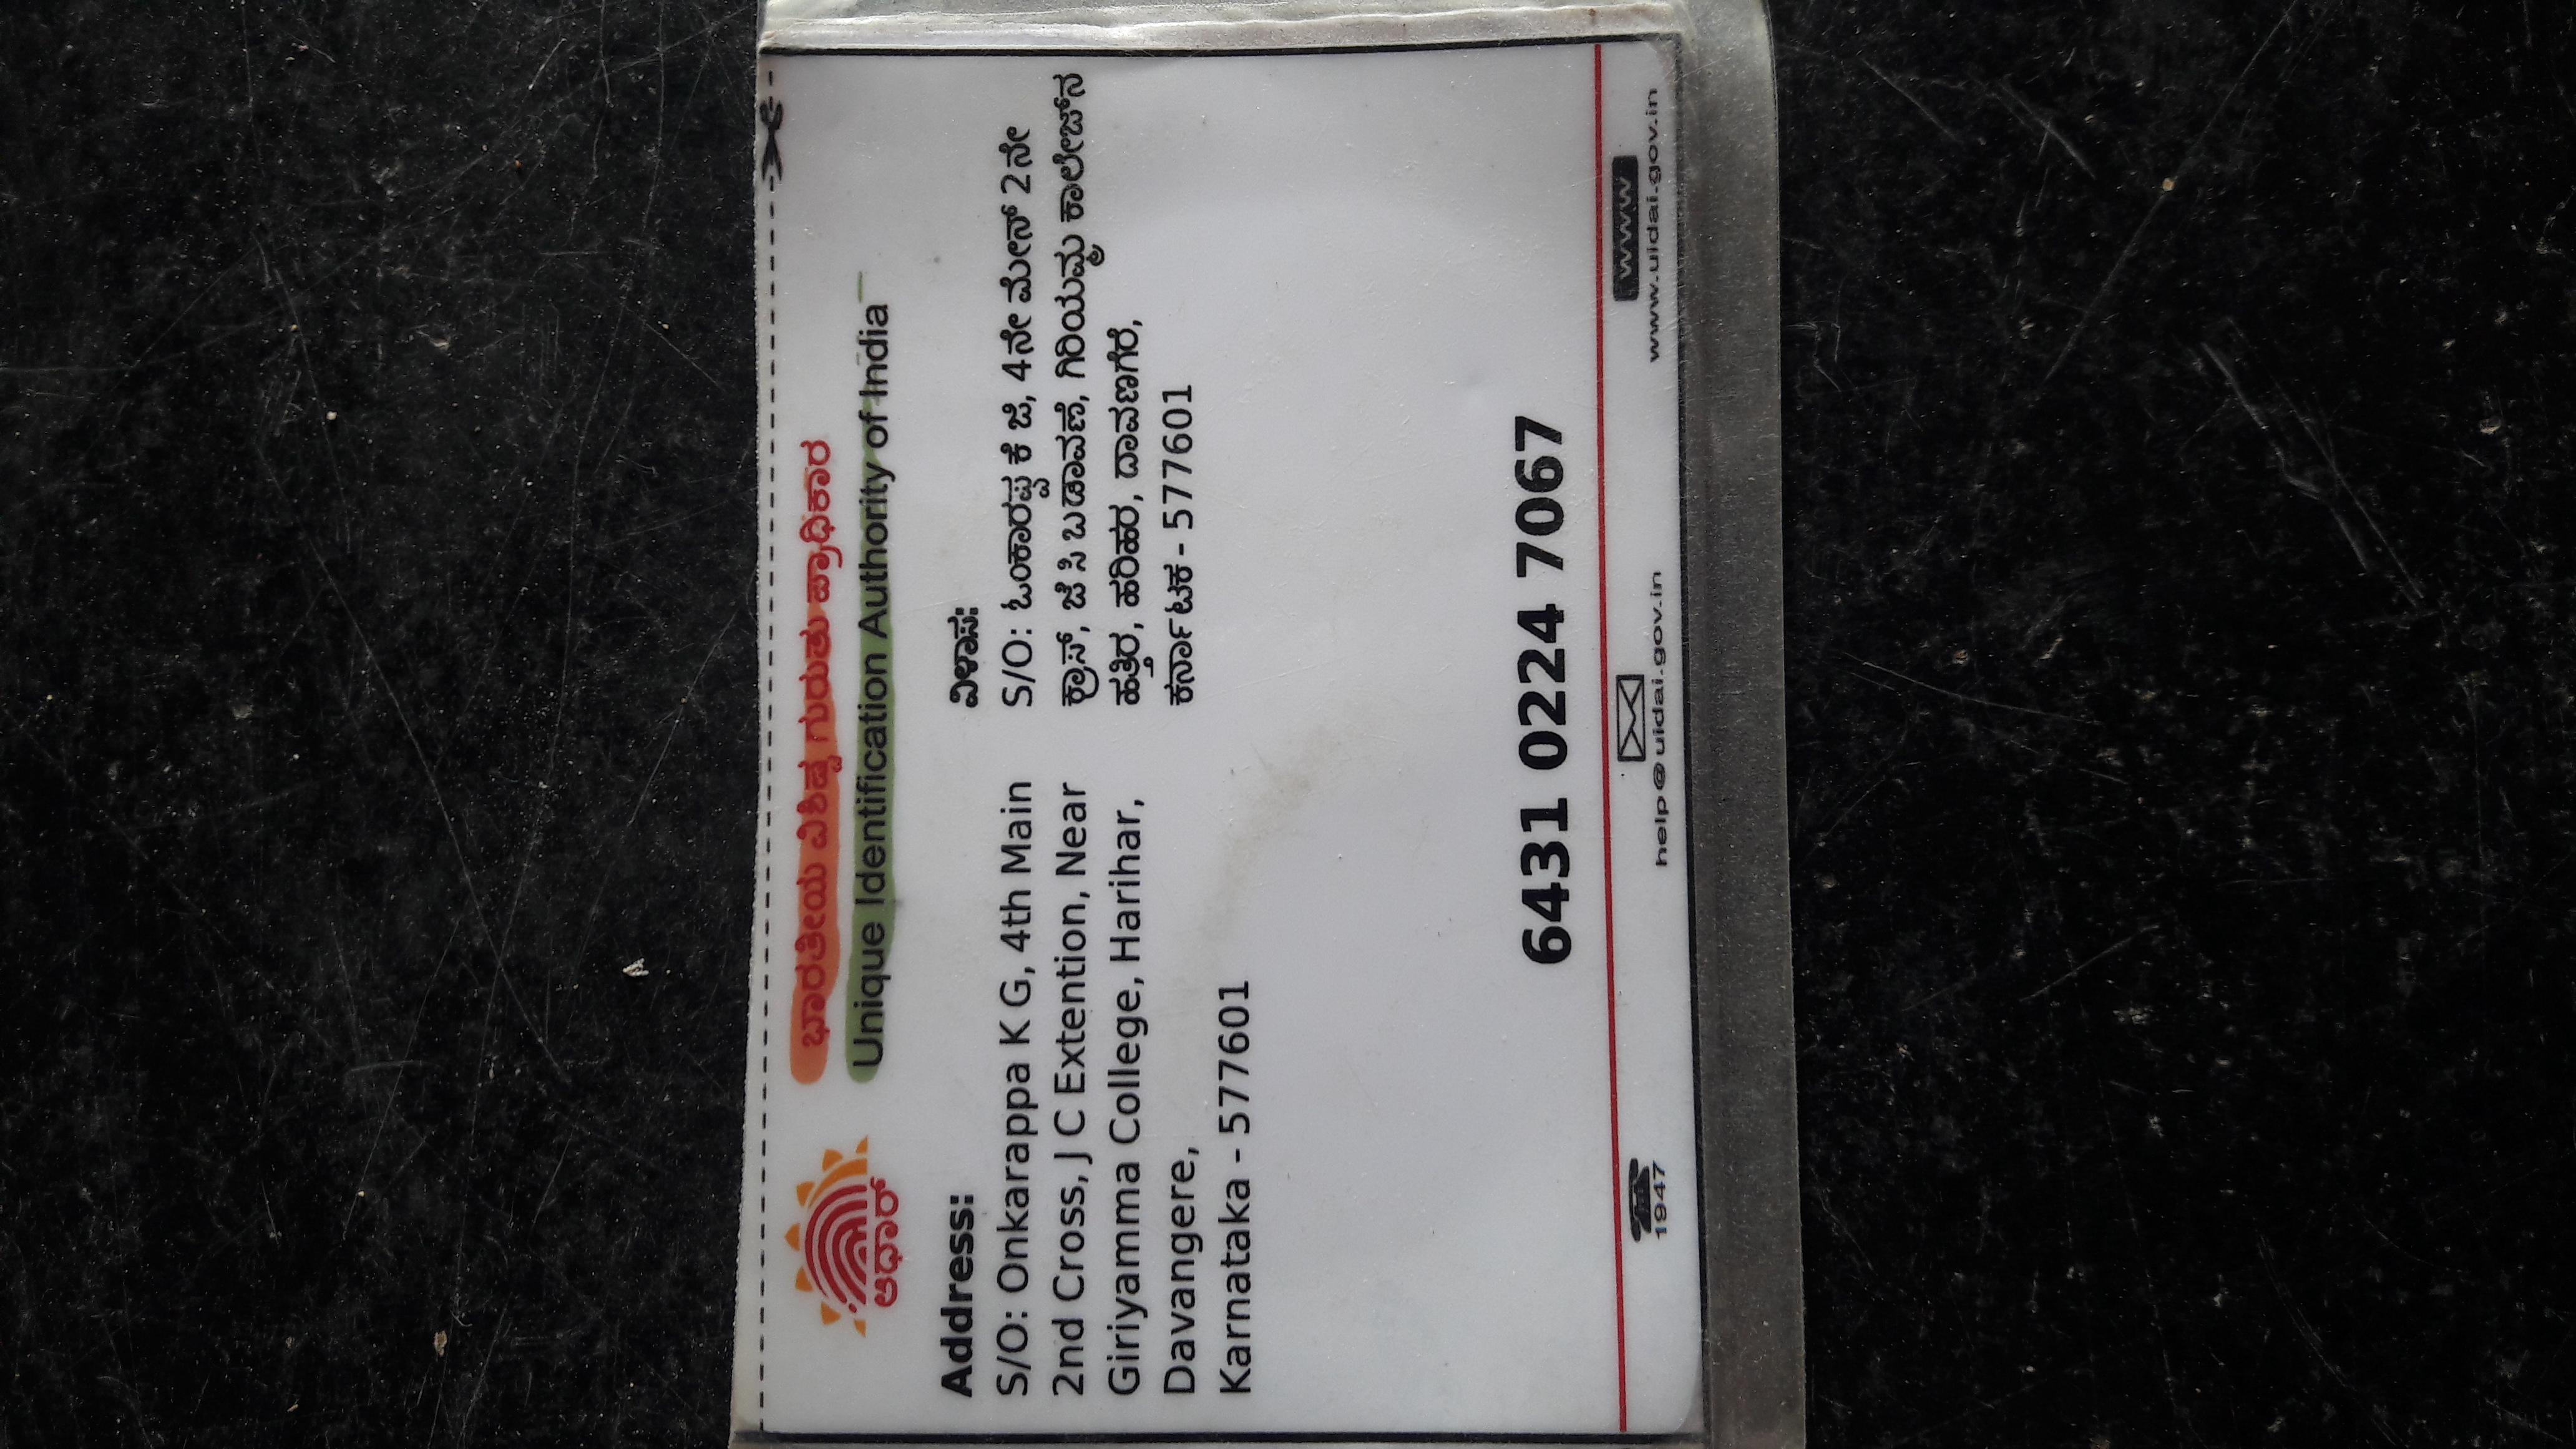 ಭಾರತೀಯ ವಿಶಿಷ್ಟ ಗುರುತು ಪ್ರಾಧಿಕಾರ
Unique Identification Authority of India
ಆಧಾರ್
Address:
S/O: Onkarappa K G, 4th Main
2nd Cross, J C Extention, Near
Giriyamma College, Harihar,
Davangere,
Karnataka - 577601
ವಿಳಾಸ:
S/O: ಓಂಕಾರಪ್ಪ ಕೆ ಜಿ, 4ನೇ ಮೇನ್ 2ನೇ
ಕ್ರಾಸ್, ಜೆ ಸಿ ಬಡಾವಣೆ, ಗಿರಿಯಮ್ಮ ಕಾಲೇಜ್‌ನ
ಹತ್ತಿರ, ಹರಿಹರ, ದಾವಣಗೆರೆ,
ಕರ್ನಾಟಕ - 577601
6431 0224 7067
1947
help@uidai.gov.in
www
www.uidai.gov.in